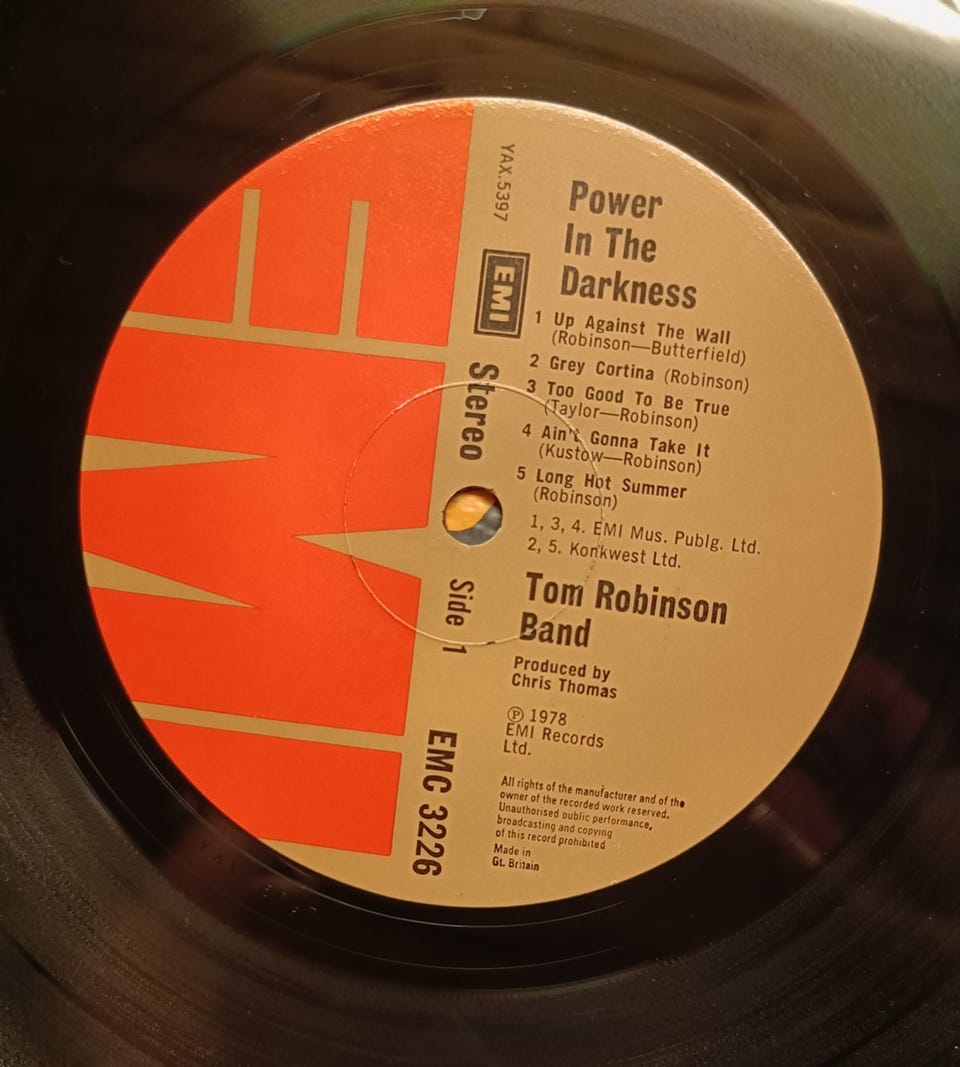 EMI
YAX.5397
EMI
Stereo
Side 1
EMC 3226
Power
In The
Darkness
1 Up Against The Wall
(Robinson—Butterfield)
2 Grey Cortina (Robinson)
3 Too Good To Be True
(Taylor—Robinson)
4 Ain't Gonna Take It
(Kustow—Robinson)
5 Long Hot Summer
(Robinson)
1, 3, 4. EMI Mus. Publg. Ltd.
2, 5. Konkwest Ltd.
Tom Robinson
Band
Produced by
Chris Thomas
℗ 1978
EMI Records
Ltd.
All rights of the manufacturer and of the
owner of the recorded work reserved.
Unauthorised public performance,
broadcasting and copying
of this record prohibited
Made in
Gt. Britain